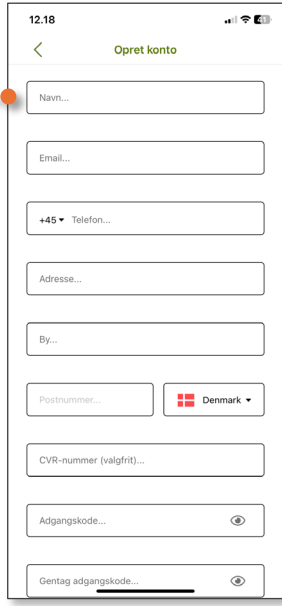 12.18
Opret konto
Navn...
Email...
+45 Telefon...
Adresse...
By...
Postnummer... Denmark
CVR-nummer (valgfrit)...
Adgangskode...
Gentag adgangskode...